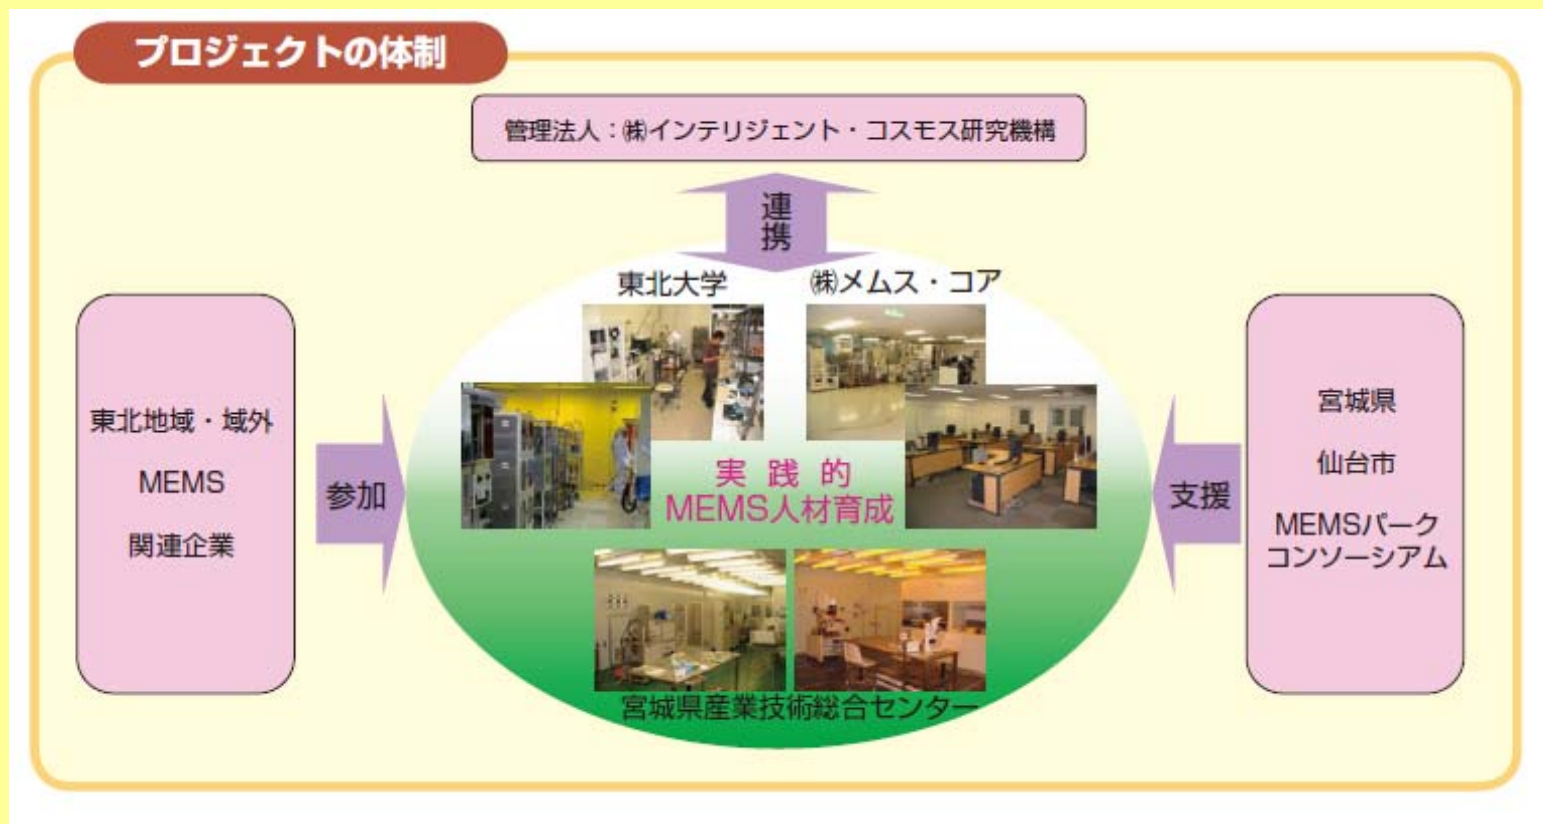 プロジェクトの体制
管理法人:㈱インテリジェント・コスモス研究機構
連
携
東北大学
㈱メムス・コア
東北地域・域外
MEMS
関連企業
参加
実践的
MEMS人材育成
宮城県産業技術総合センター
支援
宮城県
仙台市
MEMSパーク
コンソーシアム